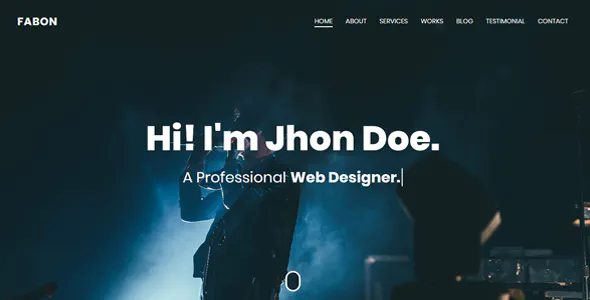 FABON
HOME ABOUT SERVICES WORKS BLOG TESTIMONIAL CONTACT
Hi! I'm Jhon Doe.
A Professional Web Designer.